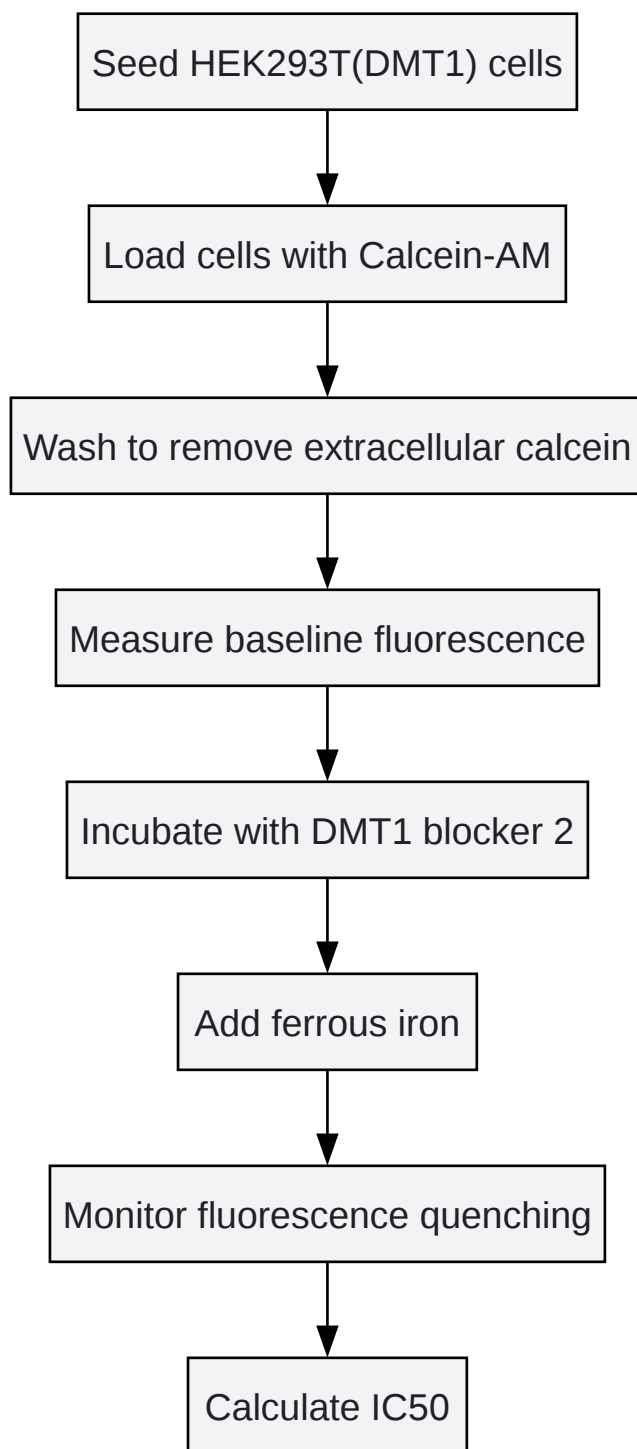 Seed HEK293T(DMT1) cells
Load cells with Calcein-AM
Wash to remove extracellular calcein
Measure baseline fluorescence
Incubate with DMT1 blocker 2
Add ferrous iron
Monitor fluorescence quenching
Calculate IC50